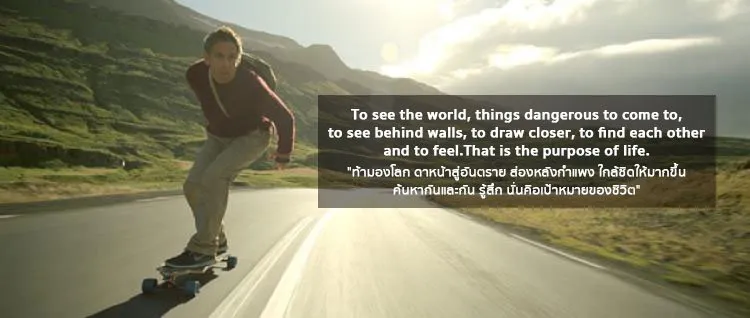 To see the world, things dangerous to come to,
to see behind walls, to draw closer, to find each other
and to feel.That is the purpose of life.
"ท้ามองโลก ดาหน้าสู่อันตราย ส่องหลังกำแพง ใกล้ชิดให้มากขึ้น
ค้นหากันและกัน รู้สึก นั่นคือเป้าหมายของชีวิต"